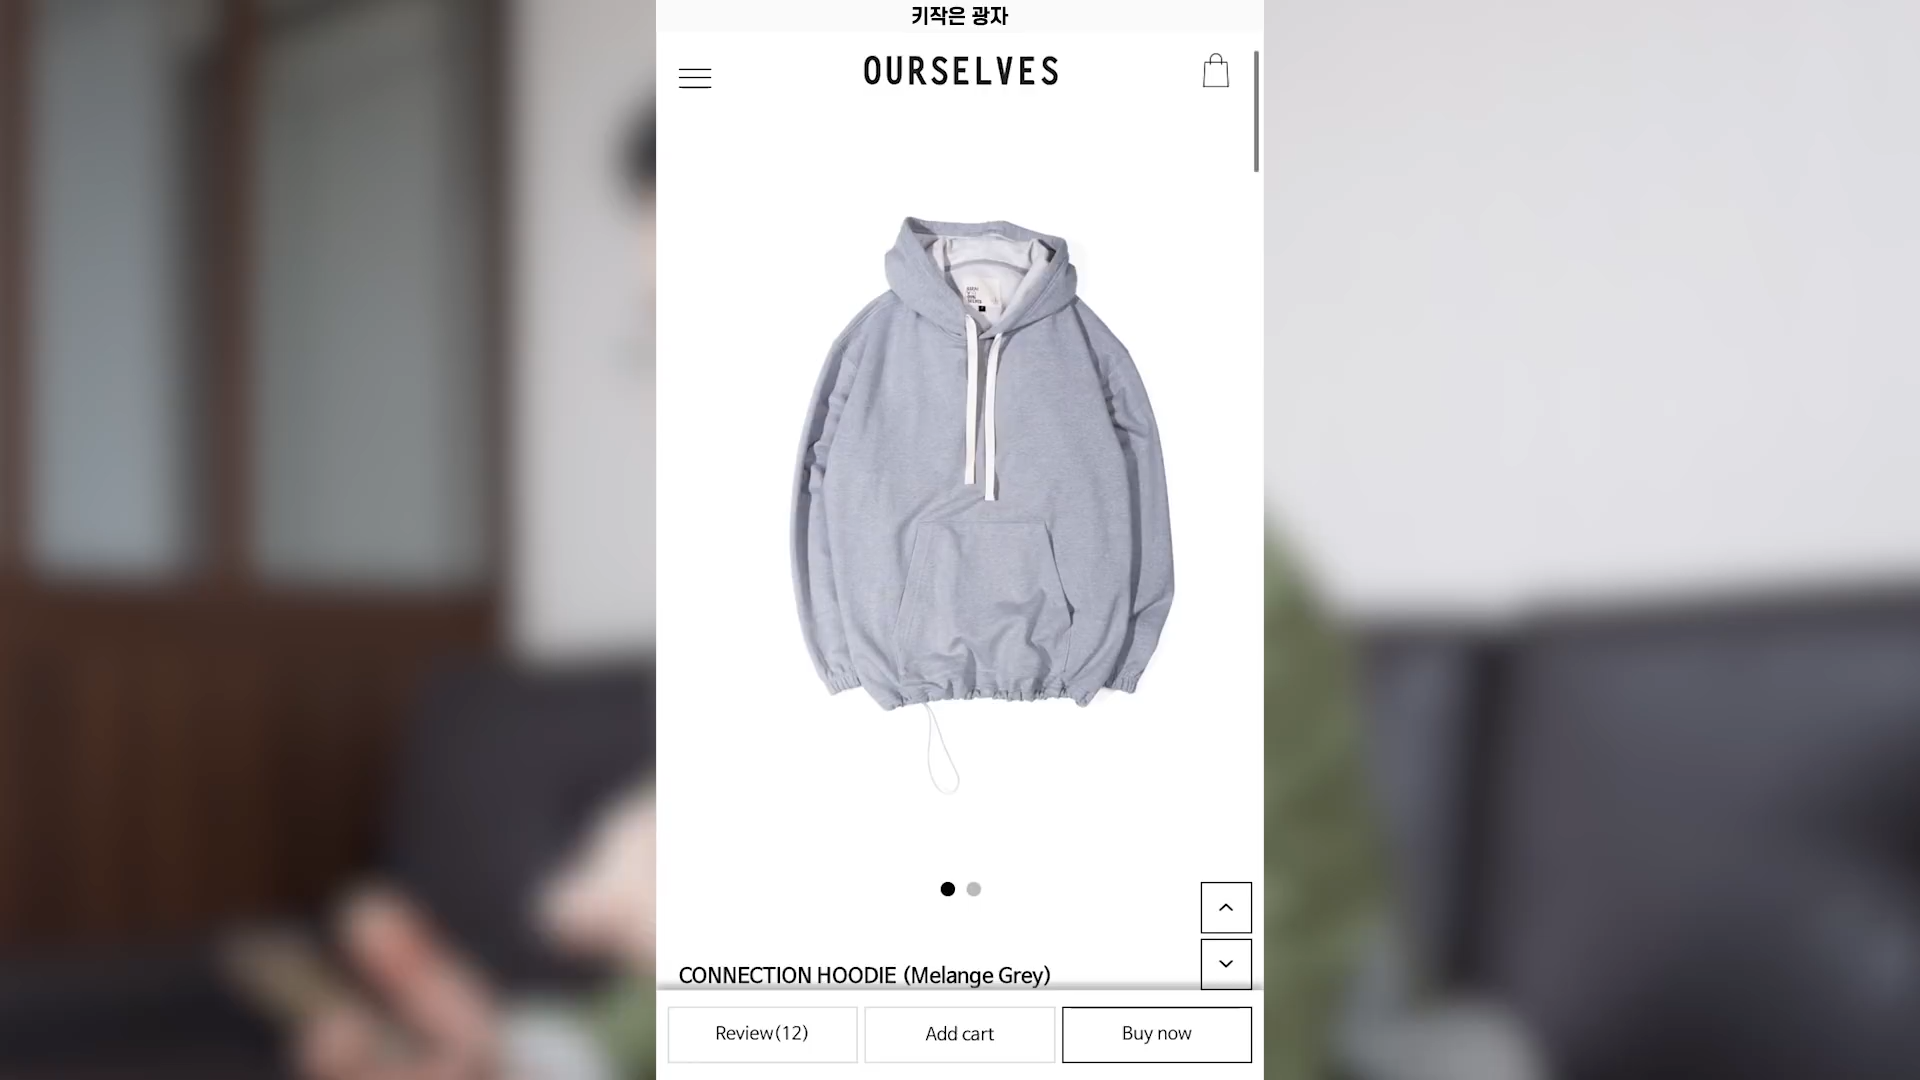 키작은 광자
OURSELVES
CONNECTION HOODIE (Melange Grey)
Review(12)
Add cart
Buy now